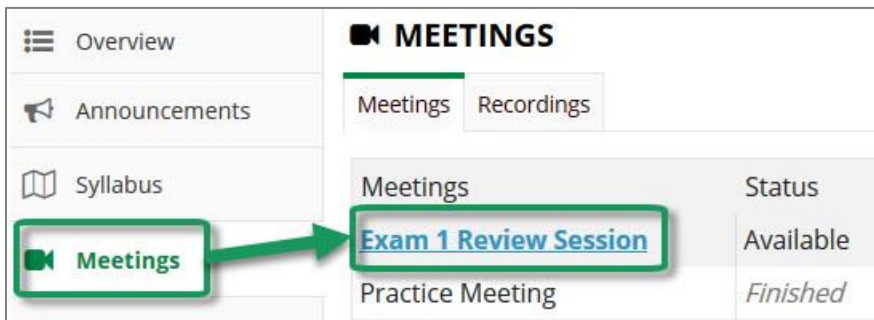 Overview
Announcements
Syllabus
Meetings
MEETINGS
Meetings Recordings
Meetings Status
Exam 1 Review Session Available
Practice Meeting Finished